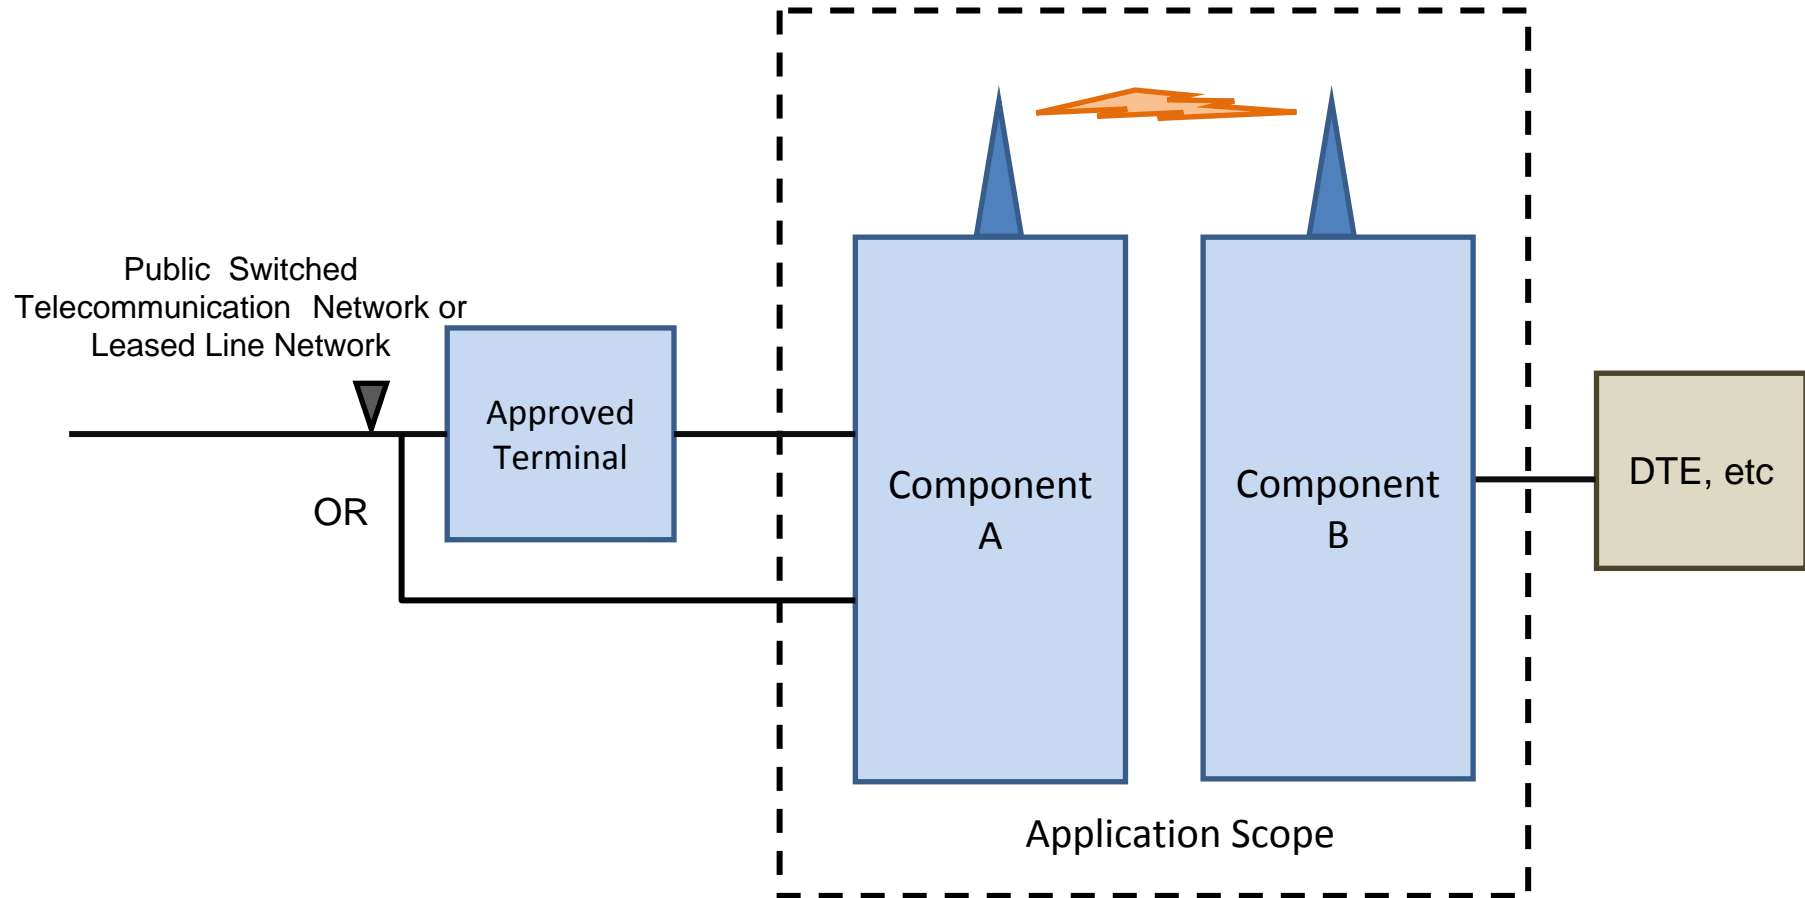 Public Switched
Telecommunication Network or
Leased Line Network
Approved
Terminal
OR
Component
A
Component
B
DTE, etc
Application Scope